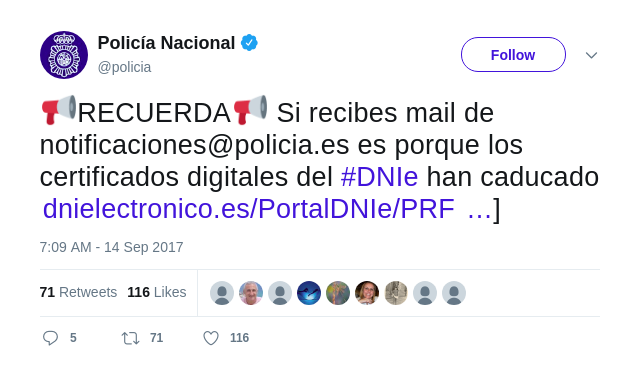 Policía Nacional
@policia
Follow
RECUERDA Si recibes mail de
notificaciones@policia.es es porque los
certificados digitales del #DNIe han caducado
dnielectronico.es/PortalDNIe/PRF …]
7:09 AM - 14 Sep 2017
71 Retweets 116 Likes
5 71 116